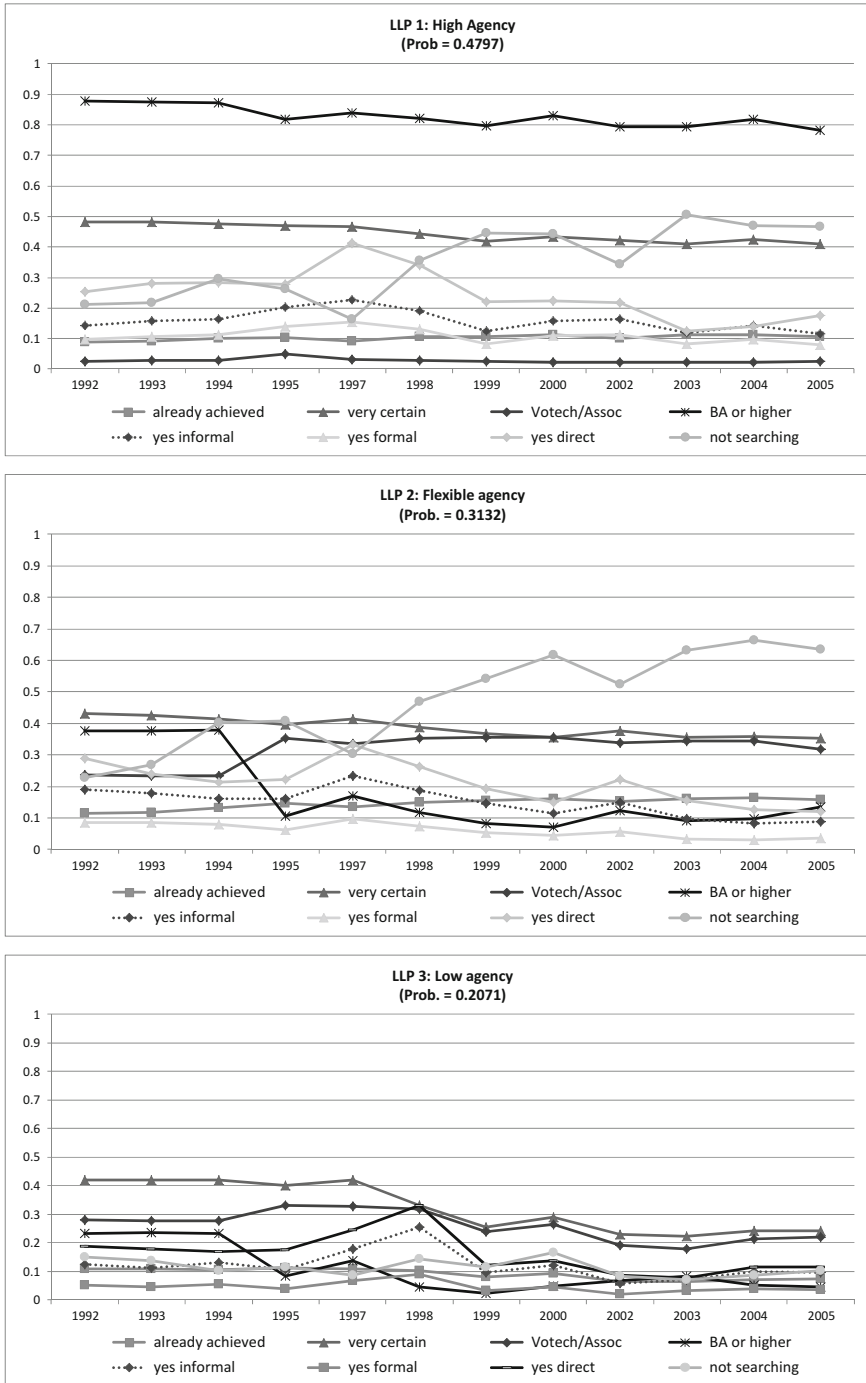 LLP 1: High Agency
(Prob = 0.4797)
1
0.9
0.8
0.7
0.6
0.5
0.4
0.3
0.2
0.1
0
1992 1993 1994 1995 1997 1998 1999 2000 2002 2003 2004 2005
already achieved very certain Votech/Assoc BA or higher
yes informal yes formal yes direct not searching
LLP 2: Flexible agency
(Prob. = 0.3132)
1
0.9
0.8
0.7
0.6
0.5
0.4
0.3
0.2
0.1
0
1992 1993 1994 1995 1997 1998 1999 2000 2002 2003 2004 2005
already achieved very certain Votech/Assoc BA or higher
yes informal yes formal yes direct not searching
LLP 3: Low agency
(Prob. = 0.2071)
1
0.9
0.8
0.7
0.6
0.5
0.4
0.3
0.2
0.1
0
1992 1993 1994 1995 1997 1998 1999 2000 2002 2003 2004 2005
already achieved very certain Votech/Assoc BA or higher
yes informal yes formal yes direct not searching